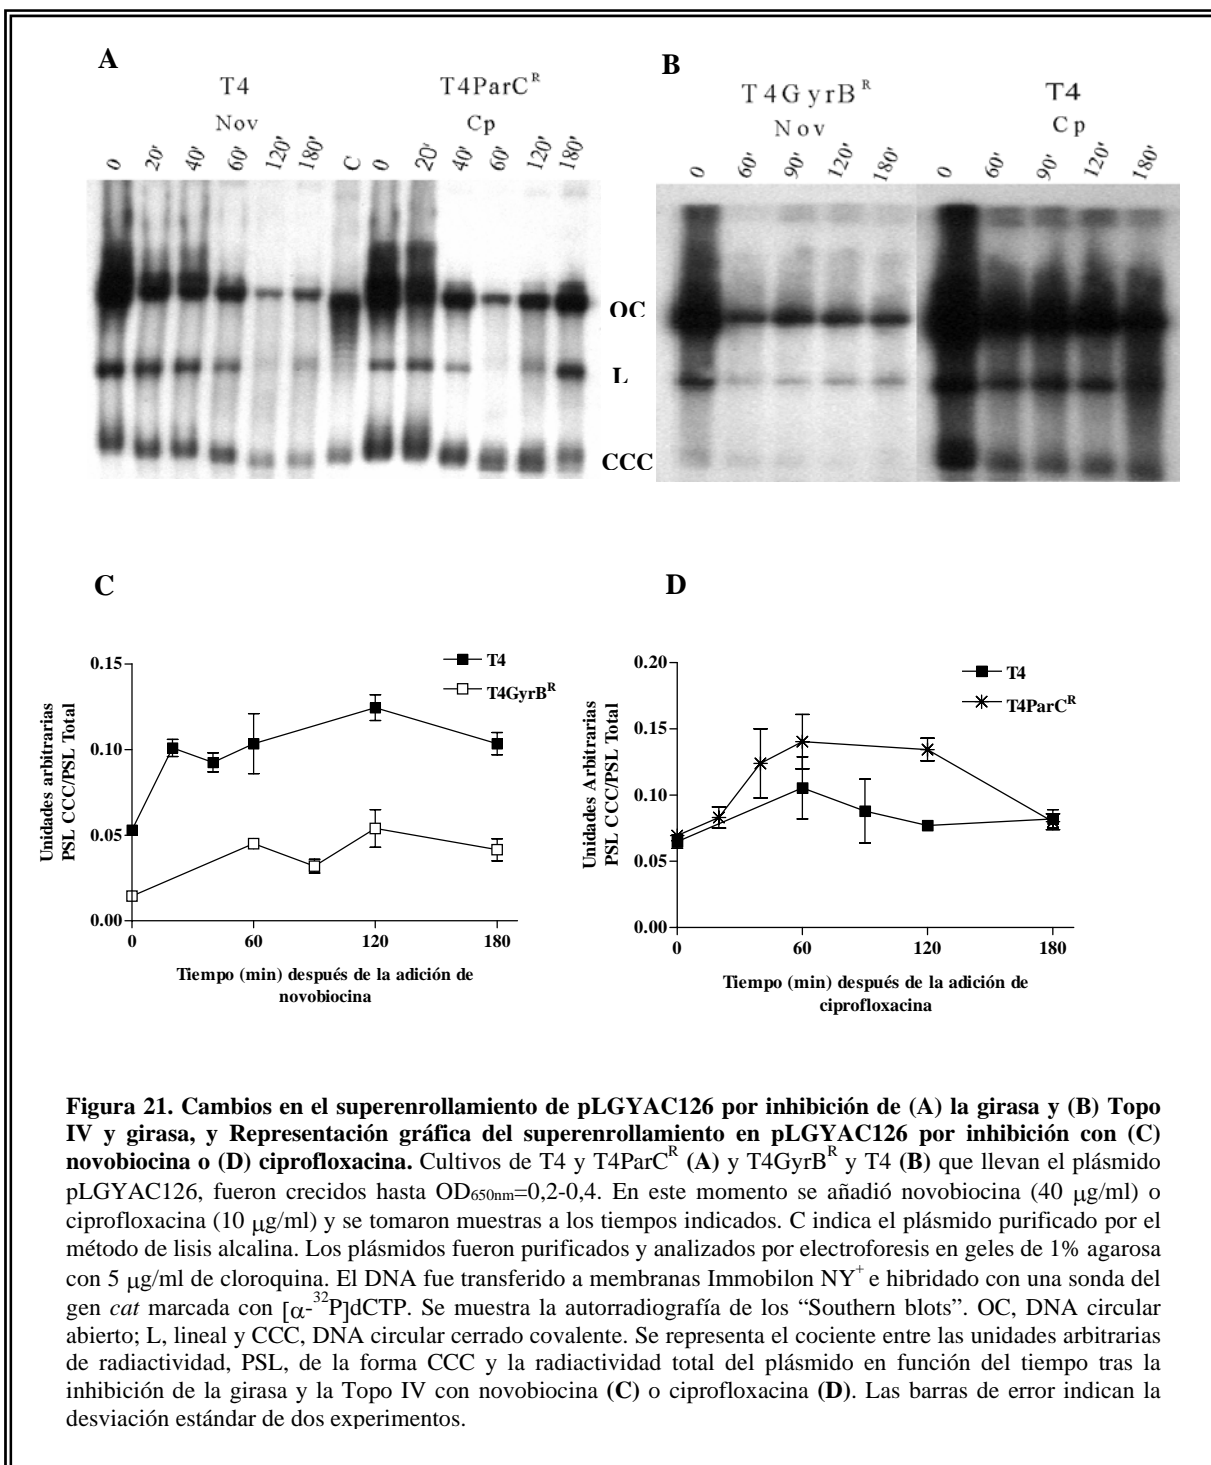 A
T4
T4ParC^R
Nov
Cp
0 20' 40' 60' 120' 180' C 0 20' 40' 60' 120' 180'
B
T4GyrB^R
T4
Nov
Cp
0 60' 90' 120' 180' 0 60' 90' 120' 180'
OC
L
CCC
C
T4
T4GyrB^R
Unidades arbitrarias
PSL CCC/PSL Total
0.15
0.10
0.05
0.00
0 60 120 180
Tiempo (min) después de la adición de
novobiocina
D
T4
T4ParC^R
Unidades Arbitrarias
PSL CCC/PSL Total
0.20
0.15
0.10
0.05
0.00
0 60 120 180
Tiempo (min) después de la adición de
ciprofloxacina
Figura 21. Cambios en el superenrollamiento de pLGYAC126 por inhibición de (A) la girasa y (B) Topo
IV y girasa, y Representación gráfica del superenrollamiento en pLGYAC126 por inhibición con (C)
novobiocina o (D) ciprofloxacina. Cultivos de T4 y T4ParC^R (A) y T4GyrB^R y T4 (B) que llevan el plásmido
pLGYAC126, fueron crecidos hasta OD650nm=0,2-0,4. En este momento se añadió novobiocina (40 µg/ml) o
ciprofloxacina (10 µg/ml) y se tomaron muestras a los tiempos indicados. C indica el plásmido purificado por el
método de lisis alcalina. Los plásmidos fueron purificados y analizados por electroforesis en geles de 1% agarosa
con 5 µg/ml de cloroquina. El DNA fue transferido a membranas Immobilon NY+ e hibridado con una sonda del
gen cat marcada con [α-32P]dCTP. Se muestra la autorradiografía de los “Southern blots”. OC, DNA circular
abierto; L, lineal y CCC, DNA circular cerrado covalente. Se representa el cociente entre las unidades arbitrarias
de radiactividad, PSL, de la forma CCC y la radiactividad total del plásmido en función del tiempo tras la
inhibición de la girasa y la Topo IV con novobiocina (C) o ciprofloxacina (D). Las barras de error indican la
desviación estándar de dos experimentos.